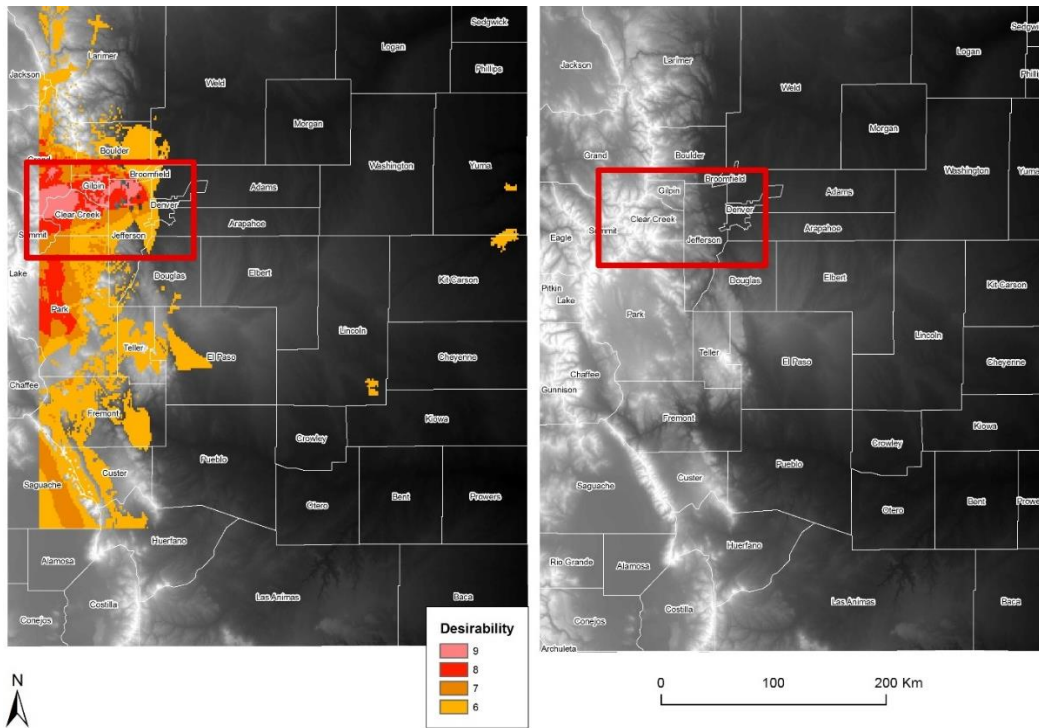 Sedgwick
Logan
Larimer
Phillips
Jackson
Weld
Morgan
Boulder
Washington
Yuma
Grand
Broomfield
Gilpin
Adams
Denver
Clear Creek
Arapahoe
Summit
Jefferson
Lake
Douglas
Elbert
Kit Carson
Park
Lincoln
Teller
El Paso
Cheyenne
Chaffee
Fremont
Kiowa
Crowley
Pueblo
Custer
Saguache
Bent
Prowers
Otero
Huerfano
Alamosa
Las Animas
Baca
Costilla
Conejos
Desirability
9
8
7
6
N
Sedgw
Logan
Larimer
Jackson
Phill
Weld
Morgan
Grand
Boulder
Washington
Yuma
Broomfield
Gilpin
Adams
Clear Creek
Denver
Summit
Arapahoe
Eagle
Jefferson
Douglas
Elbert
Kit Carson
Pitkin
Lake
Park
Lincoln
Teller
El Paso
Cheyenne
Chaffee
Gunnison
Fremont
Kiowa
Crowley
Pueblo
Custer
Saguache
Bent
Prowe
Otero
Huerfano
Rio Grande
Alamosa
Las Animas
Baca
Costilla
Conejos
Archuleta
0 100 200 Km